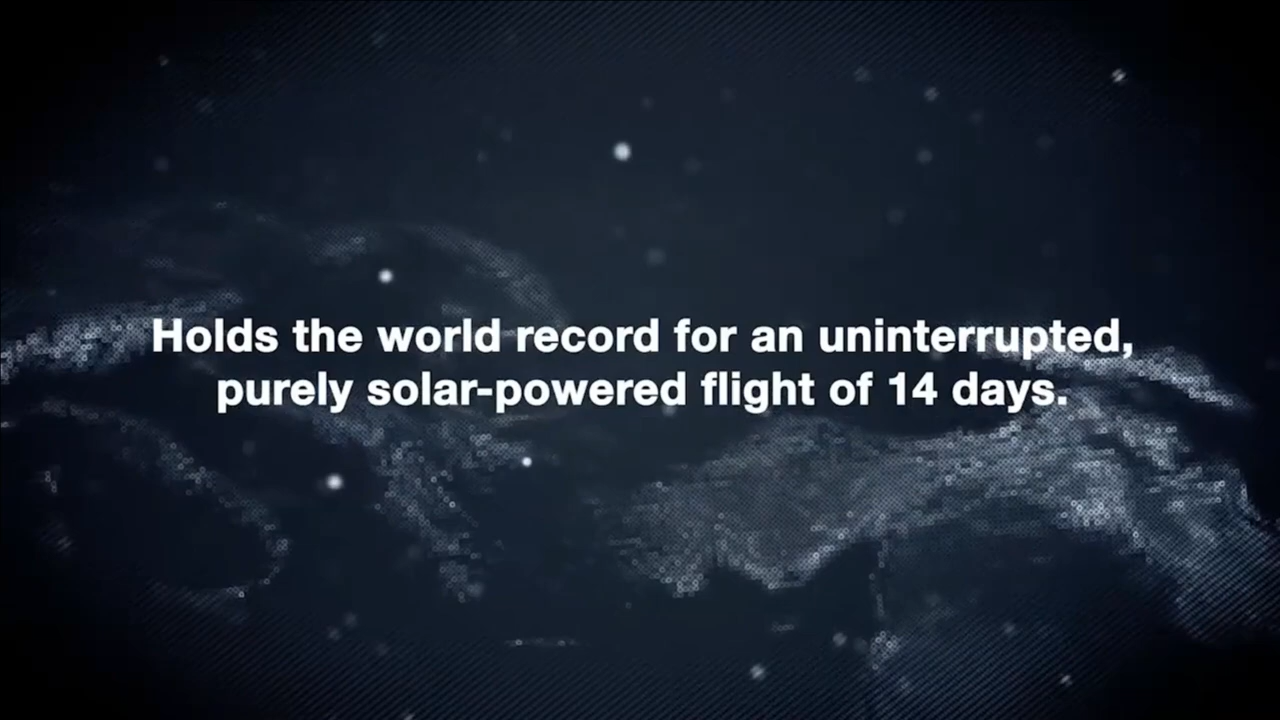 Holds the world record for an uninterrupted,
purely solar-powered flight of 14 days.